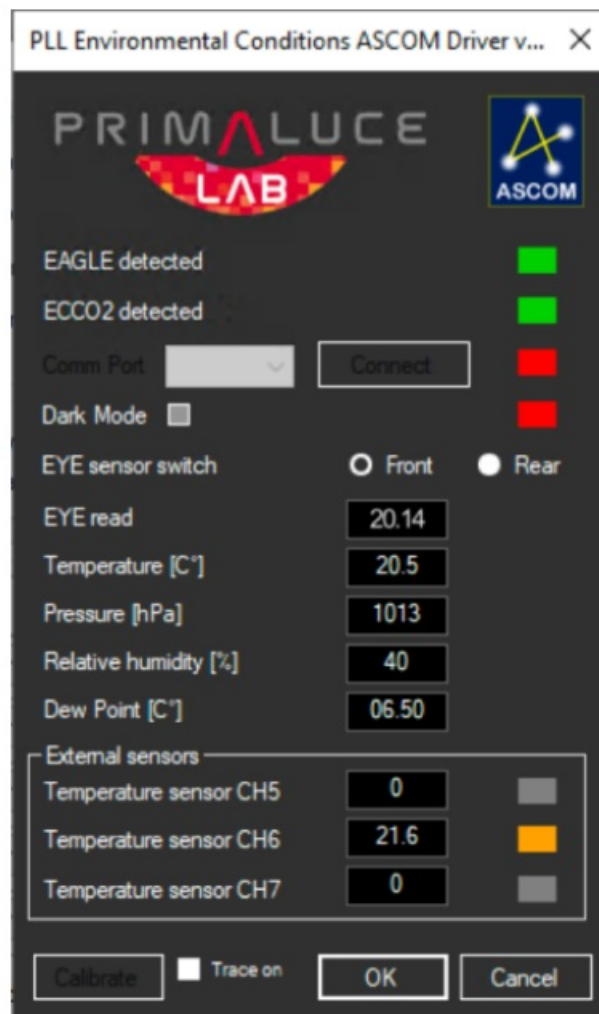 PLL Environmental Conditions ASCOM Driver v...
PRIMALUCE
LAB
ASCOM
EAGLE detected
ECCO2 detected
Comm Port Connect
Dark Mode
EYE sensor switch Front Rear
EYE read 20.14
Temperature [C°] 20.5
Pressure [hPa] 1013
Relative humidity [%] 40
Dew Point [C°] 06.50
External sensors
Temperature sensor CH5 0
Temperature sensor CH6 21.6
Temperature sensor CH7 0
Calibrate Trace on OK Cancel